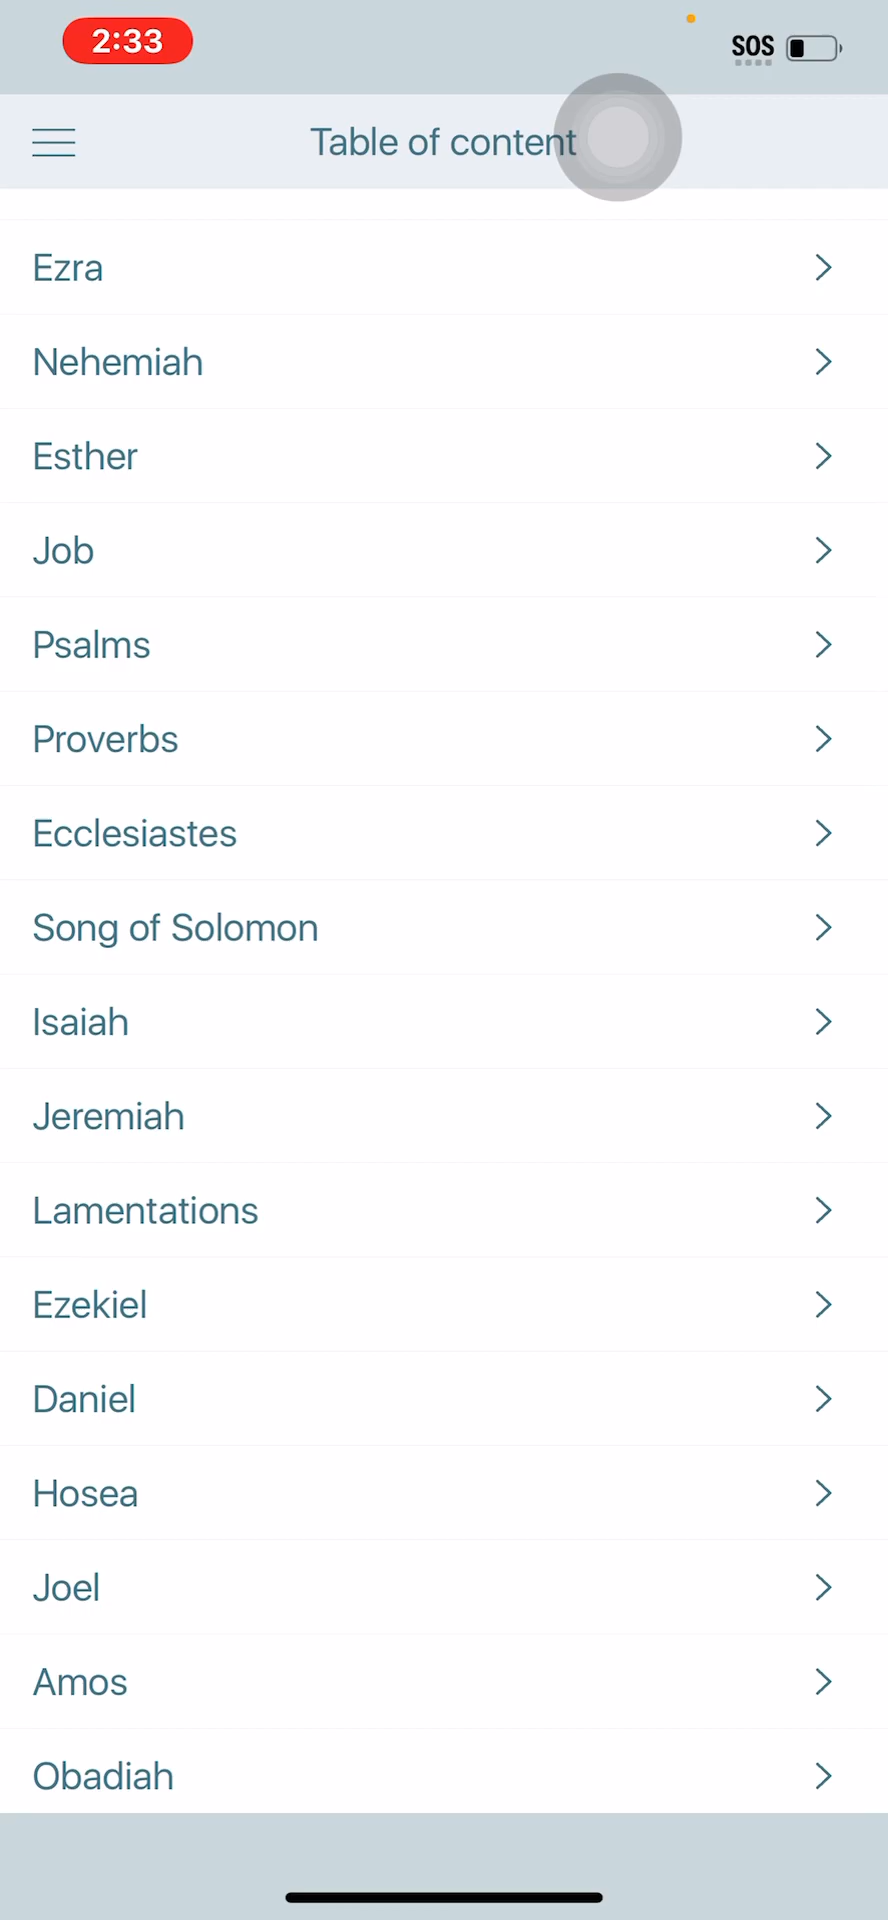 2:33
SOS
Table of content
Ezra
Nehemiah
Esther
Job
Psalms
Proverbs
Ecclesiastes
Song of Solomon
Isaiah
Jeremiah
Lamentations
Ezekiel
Daniel
Hosea
Joel
Amos
Obadiah